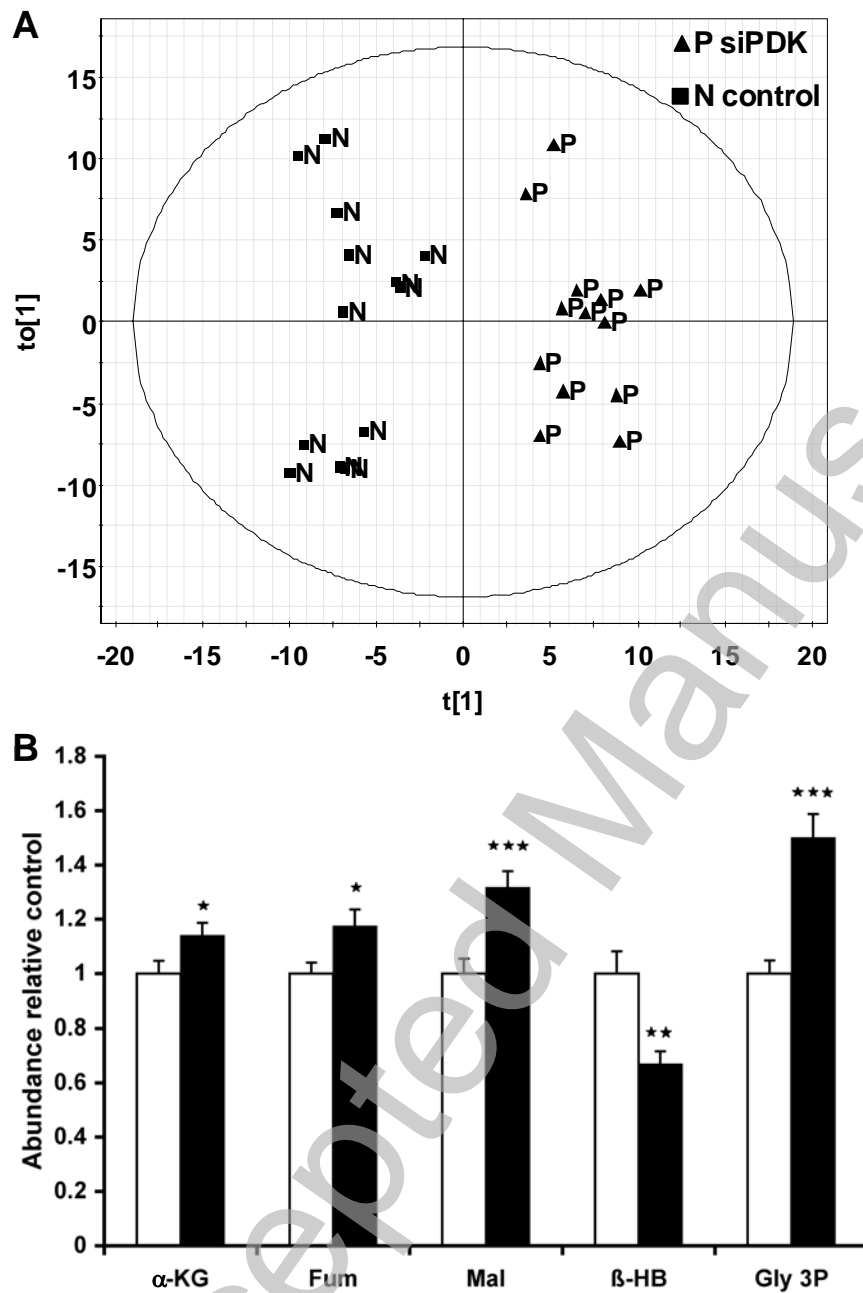 A
P siPDK
N control
15
10
5
0
-5
-10
-15
to[1]
N
N
N
N
N
N
N
N
N
N
N
N
N
N
P
P
P
P
P
P
P
P
P
P
P
P
P
-20 -15 -10 -5 0 5 10 15 20
t[1]
B
Abundance relative control
1.8
1.6
1.4
1.2
1
0.8
0.6
0.4
0.2
0
★
★
★★★
★★
★★★
α-KG Fum Mal ß-HB Gly 3P
epted Manus